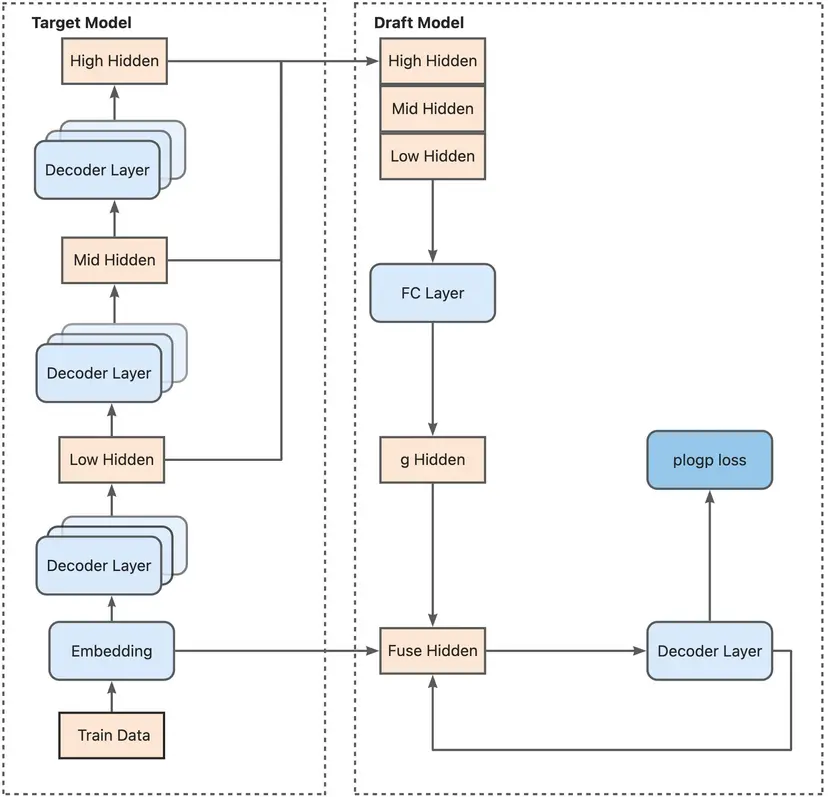 Target Model
High Hidden
Decoder Layer
Mid Hidden
Decoder Layer
Low Hidden
Decoder Layer
Embedding
Train Data
Draft Model
High Hidden
Mid Hidden
Low Hidden
FC Layer
g Hidden
Fuse Hidden
plogp loss
Decoder Layer